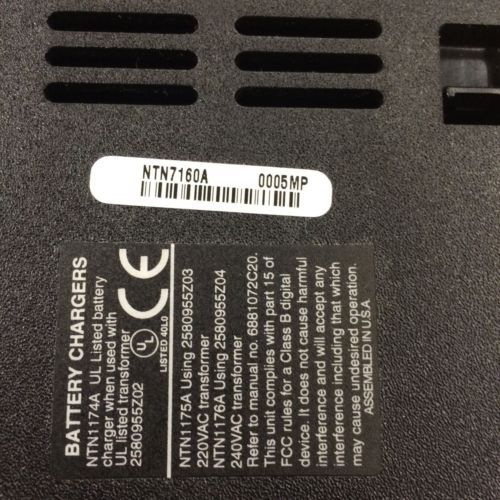 NTN7160A 0005MP
BATTERY CHARGERS
NTN1174A UL Listed battery
charger when used with
UL listed transformer
2580955Z02
UL
LISTED 40L0
CE
NTN1175A Using 2580955Z03
220VAC transformer
NTN1176A Using 2580955Z04
240VAC transformer
Refer to manual no. 6881072C20.
This unit complies with part 15 of
FCC rules for a Class B digital
device. It does not cause harmful
interference and will accept any
interference including that which
may cause undesired operation.
ASSEMBLED IN U.S.A